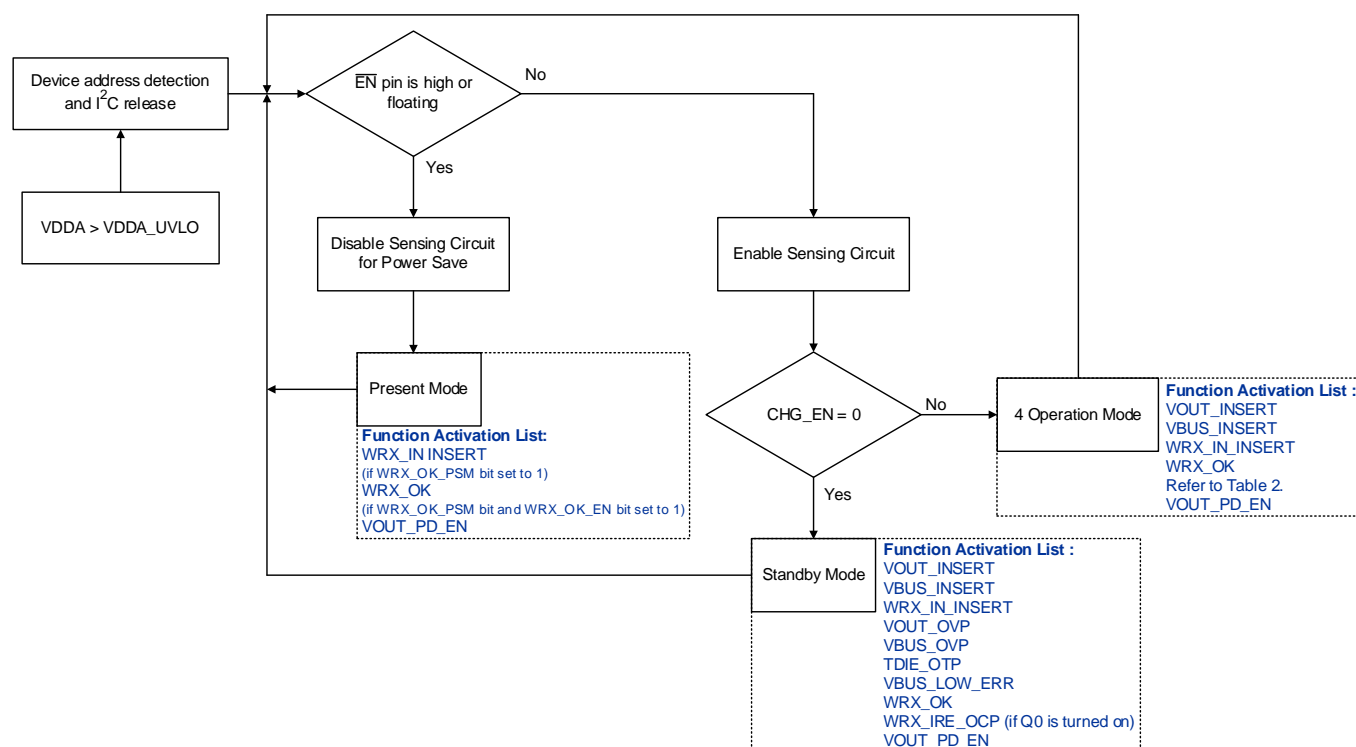 Device address detection
and I²C release
VDDA > VDDA_UVLO
E̅N̅ pin is high or
floating
No
Yes
Disable Sensing Circuit
for Power Save
Enable Sensing Circuit
Present Mode
Function Activation List:
WRX_IN INSERT
(if WRX_OK_PSM bit set to 1)
WRX_OK
(if WRX_OK_PSM bit and WRX_OK_EN bit set to 1)
VOUT_PD_EN
CHG_EN = 0
No
Yes
4 Operation Mode
Function Activation List :
VOUT_INSERT
VBUS_INSERT
WRX_IN_INSERT
WRX_OK
Refer to Table 2.
VOUT_PD_EN
Standby Mode
Function Activation List :
VOUT_INSERT
VBUS_INSERT
WRX_IN_INSERT
VOUT_OVP
VBUS_OVP
TDIE_OTP
VBUS_LOW_ERR
WRX_OK
WRX_IRE_OCP (if Q0 is turned on)
VOUT_PD_EN